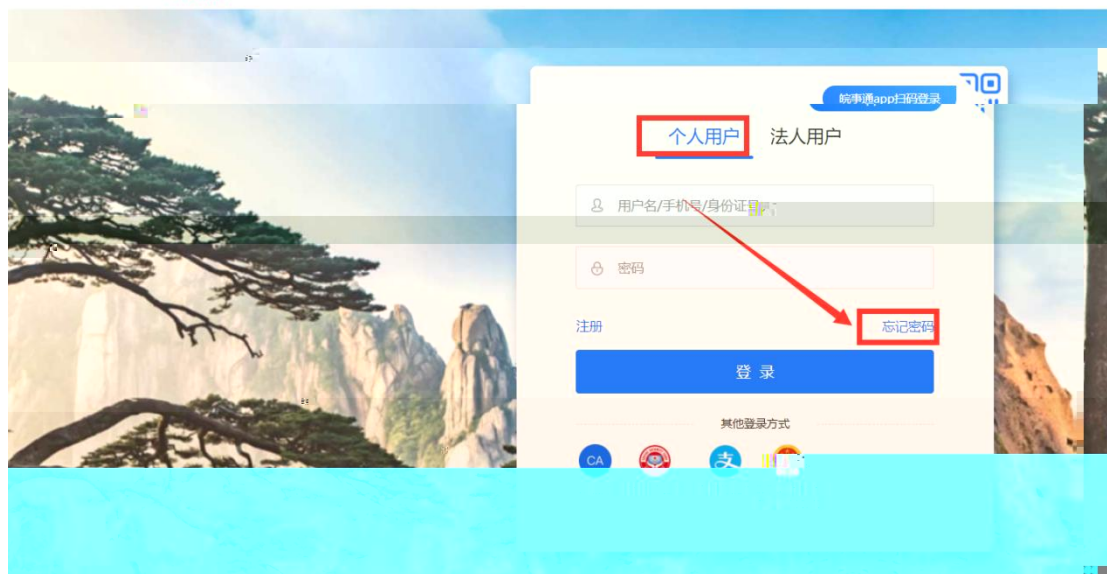 皖事通app扫码登录
个人用户 法人用户
用户名/手机号/身份证
密码
注册 忘记密码
登 录
其他登录方式
CA 支